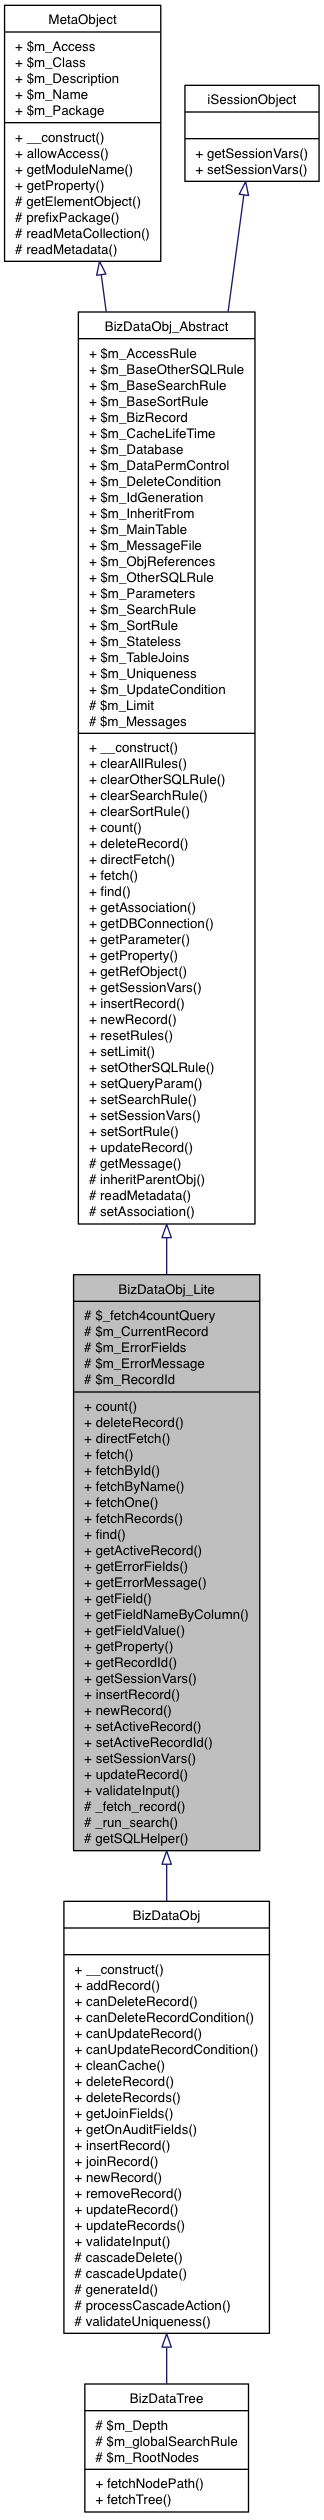 MetaObject
+ $m_Access
+ $m_Class
+ $m_Description
+ $m_Name
+ $m_Package
+ __construct()
+ allowAccess()
+ getModuleName()
+ getProperty()
# getElementObject()
# prefixPackage()
# readMetaCollection()
# readMetadata()
iSessionObject
+ getSessionVars()
+ setSessionVars()
BizDataObj_Abstract
+ $m_AccessRule
+ $m_BaseOtherSQLRule
+ $m_BaseSearchRule
+ $m_BaseSortRule
+ $m_BizRecord
+ $m_CacheLifeTime
+ $m_Database
+ $m_DataPermControl
+ $m_DeleteCondition
+ $m_IdGeneration
+ $m_InheritFrom
+ $m_MainTable
+ $m_MessageFile
+ $m_ObjReferences
+ $m_OtherSQLRule
+ $m_Parameters
+ $m_SearchRule
+ $m_SortRule
+ $m_Stateless
+ $m_TableJoins
+ $m_Uniqueness
+ $m_UpdateCondition
# $m_Limit
# $m_Messages
+ __construct()
+ clearAllRules()
+ clearOtherSQLRule()
+ clearSearchRule()
+ clearSortRule()
+ count()
+ deleteRecord()
+ directFetch()
+ fetch()
+ find()
+ getAssociation()
+ getDBConnection()
+ getParameter()
+ getProperty()
+ getRefObject()
+ getSessionVars()
+ insertRecord()
+ newRecord()
+ resetRules()
+ setLimit()
+ setOtherSQLRule()
+ setQueryParam()
+ setSearchRule()
+ setSessionVars()
+ setSortRule()
+ updateRecord()
# getMessage()
# inheritParentObj()
# readMetadata()
# setAssociation()
BizDataObj_Lite
# $_fetch4countQuery
# $m_CurrentRecord
# $m_ErrorFields
# $m_ErrorMessage
# $m_RecordId
+ count()
+ deleteRecord()
+ directFetch()
+ fetch()
+ fetchById()
+ fetchByName()
+ fetchOne()
+ fetchRecords()
+ find()
+ getActiveRecord()
+ getErrorFields()
+ getErrorMessage()
+ getField()
+ getFieldNameByColumn()
+ getFieldValue()
+ getProperty()
+ getRecordId()
+ getSessionVars()
+ insertRecord()
+ newRecord()
+ setActiveRecord()
+ setActiveRecordId()
+ setSessionVars()
+ updateRecord()
+ validateInput()
# _fetch_record()
# _run_search()
# getSQLHelper()
BizDataObj
+ __construct()
+ addRecord()
+ canDeleteRecord()
+ canDeleteRecordCondition()
+ canUpdateRecord()
+ canUpdateRecordCondition()
+ cleanCache()
+ deleteRecord()
+ deleteRecords()
+ getJoinFields()
+ getOnAuditFields()
+ insertRecord()
+ joinRecord()
+ newRecord()
+ removeRecord()
+ updateRecord()
+ updateRecords()
+ validateInput()
# cascadeDelete()
# cascadeUpdate()
# generateId()
# processCascadeAction()
# validateUniqueness()
BizDataTree
# $m_Depth
# $m_globalSearchRule
# $m_RootNodes
+ fetchNodePath()
+ fetchTree()